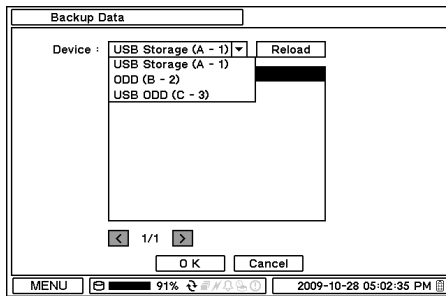 Backup Data
Device : USB Storage (A - 1) Reload
USB Storage (A - 1)
ODD (B - 2)
USB ODD (C - 3)
< 1/1 >
OK Cancel
MENU 91% 2009-10-28 05:02:35 PM